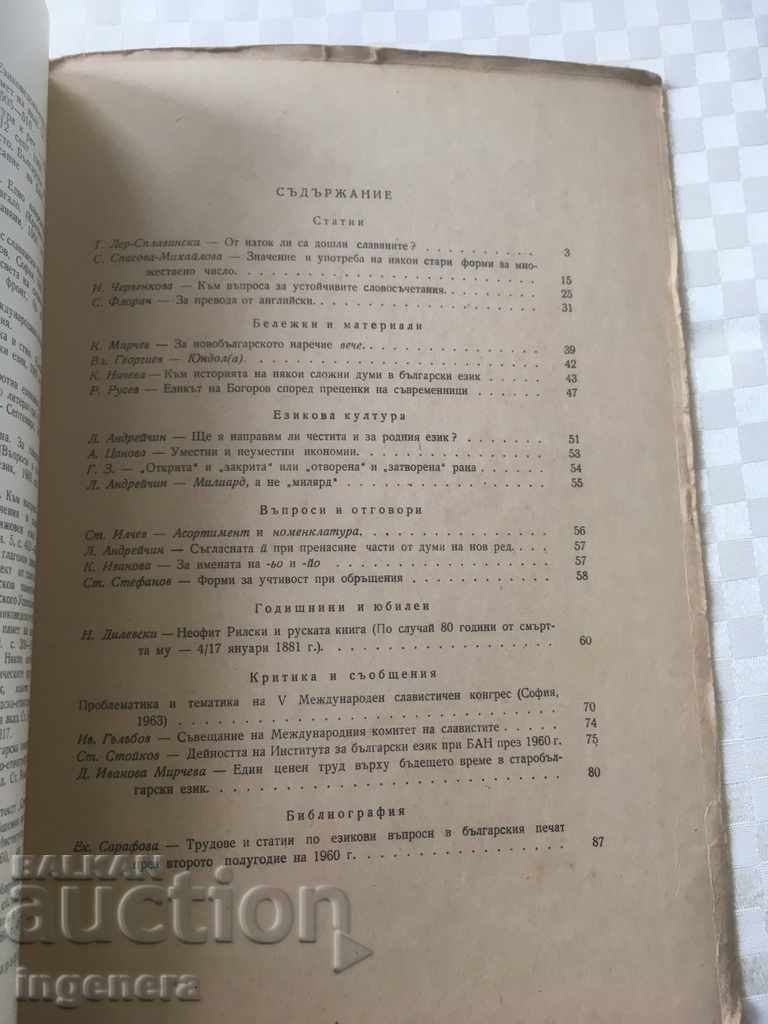 СЪДЪРЖАНИЕ
Статии
Т. Лер-Сплавински — От изток ли са дошли славяните? 3
С. Спасова-Михайлова — Значение и употреба на някои стари форми за мно-
жествено число. 15
И. Червенкова — Към въпроса за устойчивите словосъчетания. 25
С. Флорин — За превода от английски. 31
Бележки и материали
К. Мирчев — За новобългарското наречие вече. 39
Вл. Георгиев — Юндол(а). 42
К. Ничева — Към историята на някои сложни думи в български език 43
Р. Русев — Езикът на Богоров според преценки на съвременници 47
Езикова култура
Л. Андрейчин — Ще я направим ли честита и за родния език? 51
А. Цанова — Уместни и неуместни икономии. 53
Г. З. — „Открита“ и „закрита“ или „отворена“ и „затворена“ рана 54
Л. Андрейчин — Милиард, а не „милярд“ 55
Въпроси и отговори
Ст. Илчев — Асортимент и номенклатура. 56
Л. Андрейчин — Съгласната й при пренасяне части от думи на нов ред. 57
К. Иванова — За имената на -ьо и -йо 57
Ст. Стефанов — Форми за учтивост при обръщения 58
Годишнини и юбилеи
Н. Дилевски — Неофит Рилски и руската книга (По случай 80 години от смърт-
та му — 4/17 януари 1881 г.). 60
Критика и съобщения
Проблематика и тематика на V Международен славистичен конгрес (София,
1963) 70
Ив. Гълъбов — Съвещание на Международния комитет на славистите 74
Ст. Стойков — Дейността на Института за български език при БАН през 1960 г. 75
Д. Иванова Мирчева — Един ценен труд върху бъдещето време в старобъл-
гарски език. 80
Библиография
Ек. Сарафова — Трудове и статии по езикови въпроси в българския печат
през второто полугодие на 1960 г. 87
BALKAN
auction
ingenera